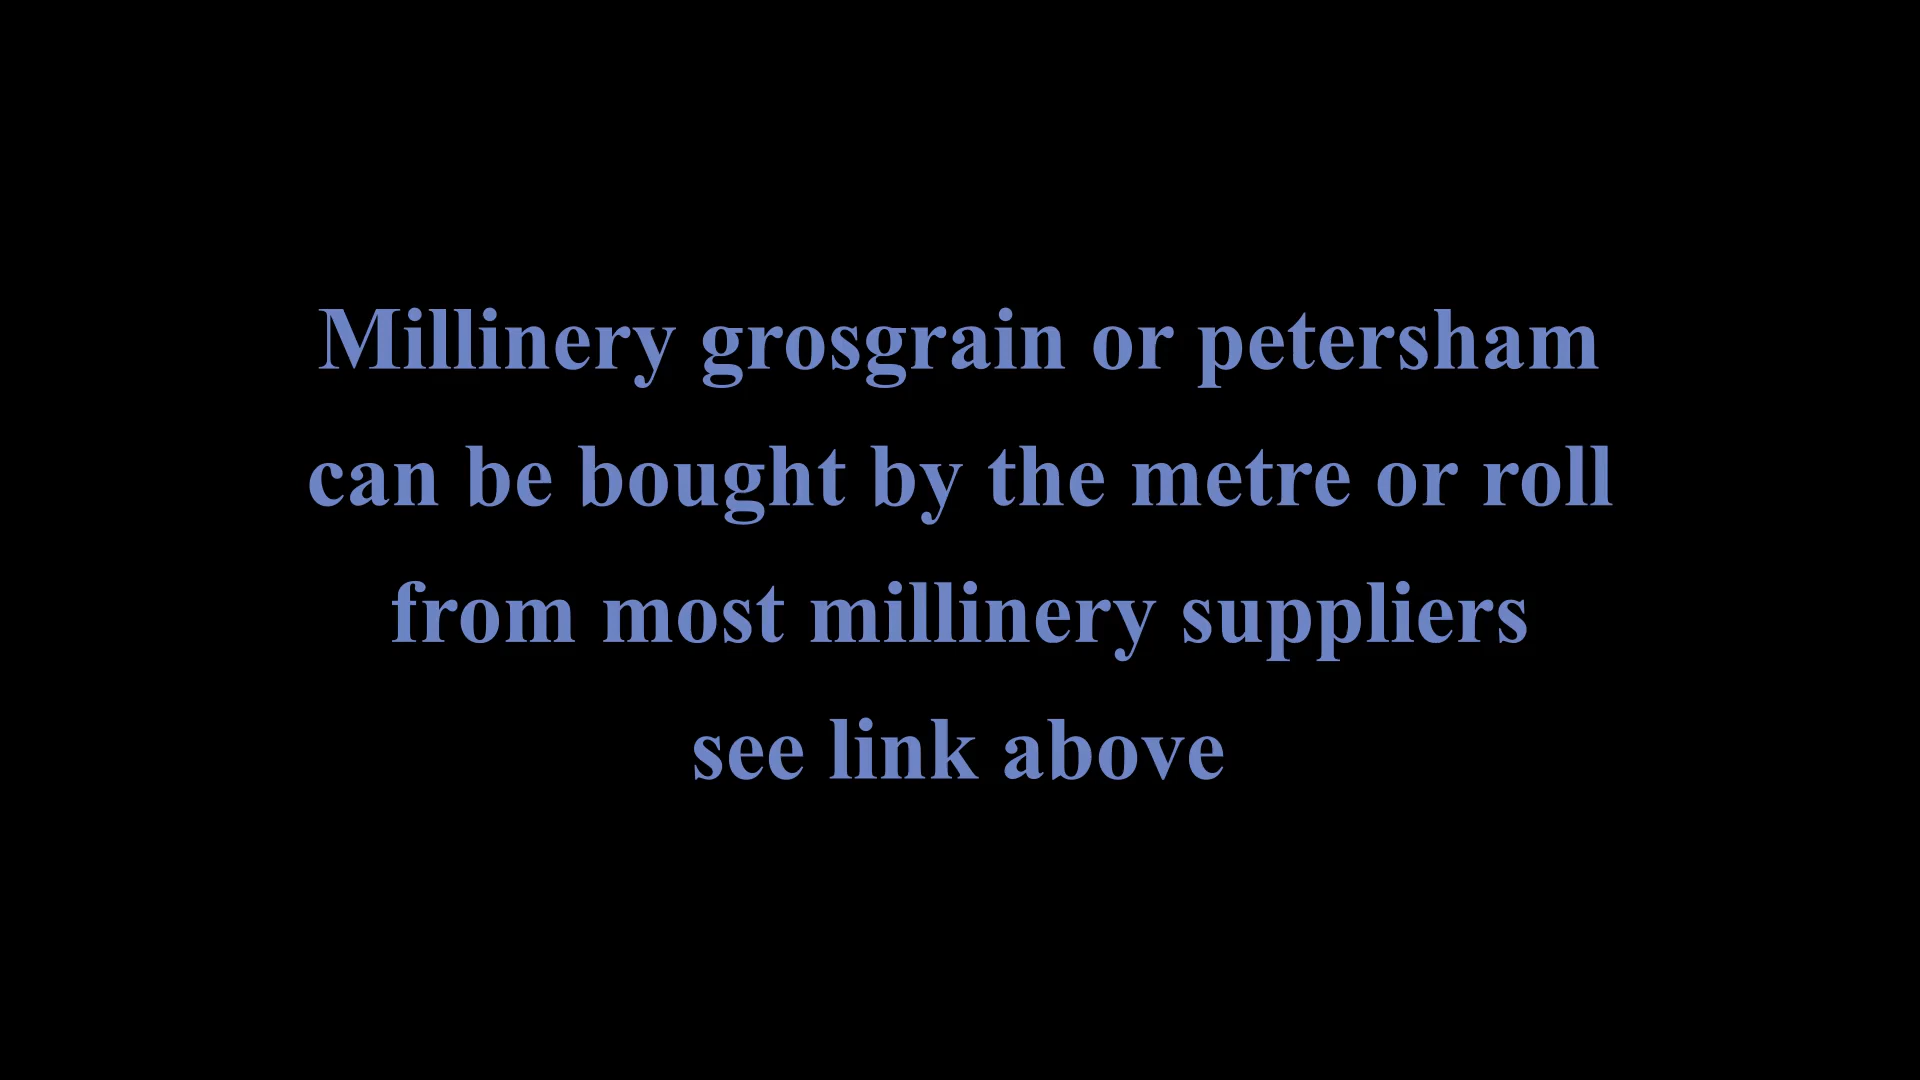 Millinery grosgrain or petersham
can be bought by the metre or roll
from most millinery suppliers
see link above